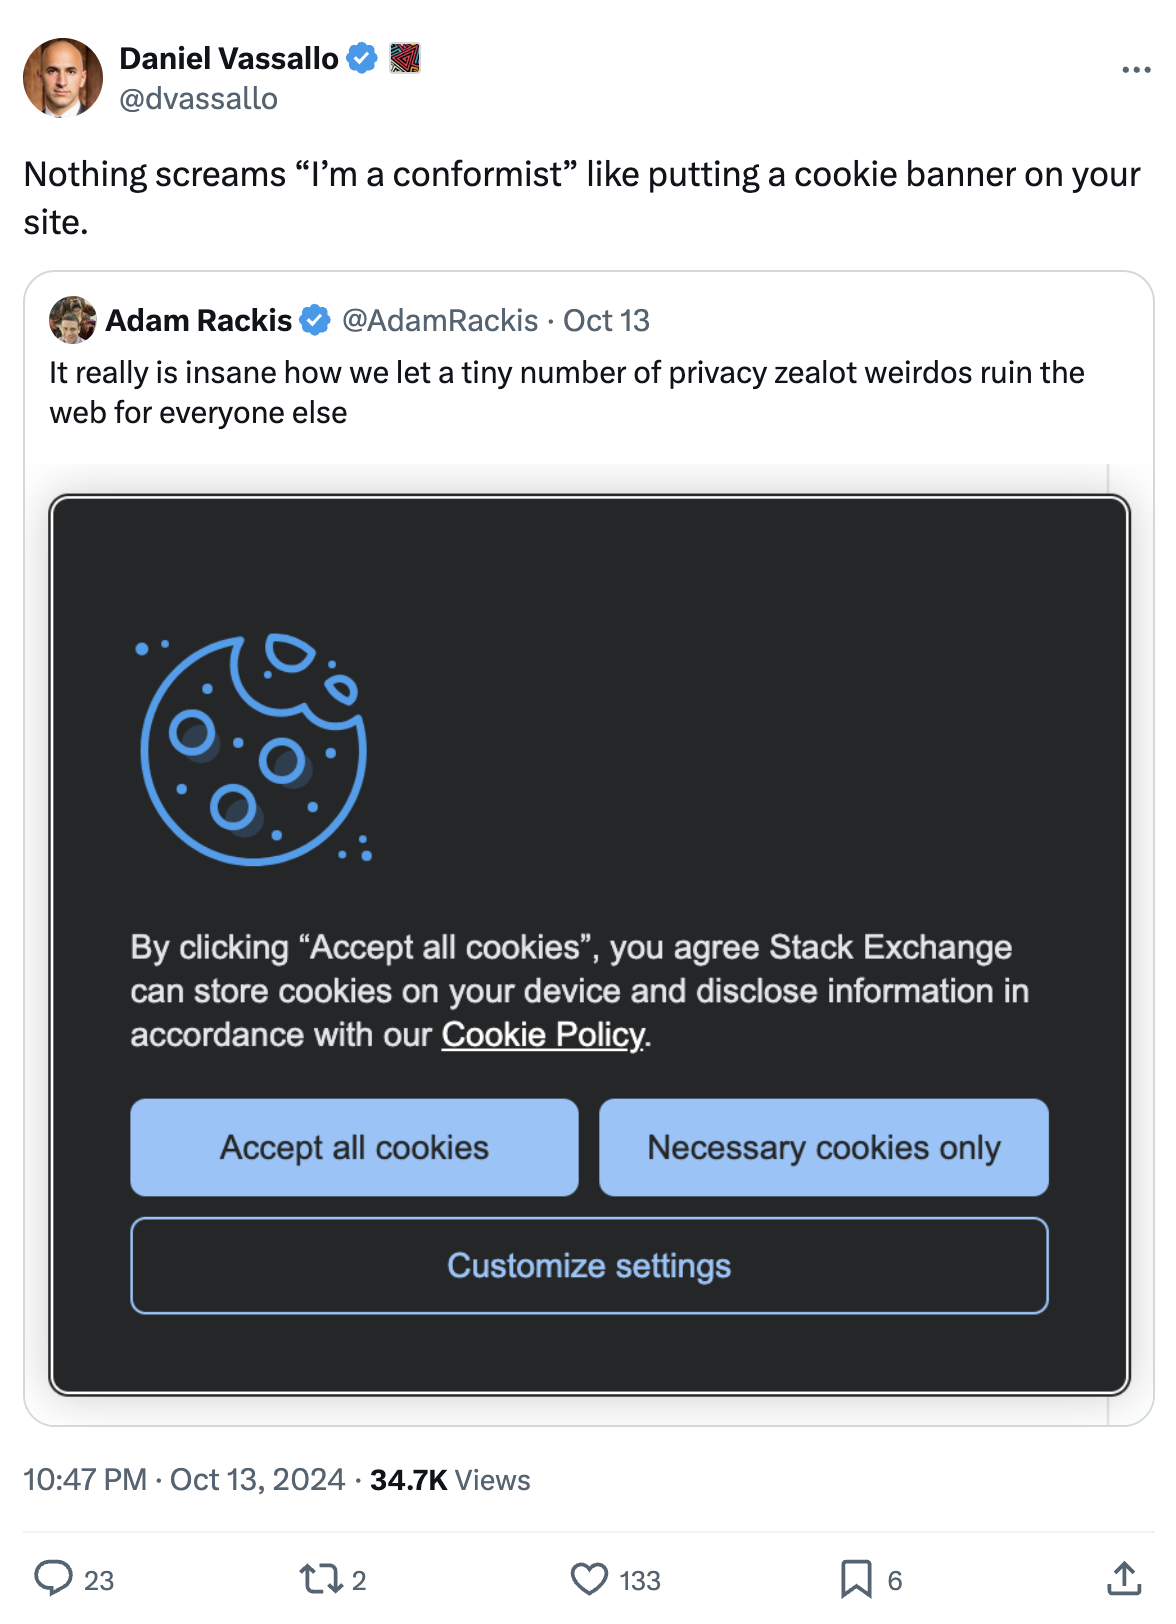 Daniel Vassallo
@dvassallo
Nothing screams “I’m a conformist” like putting a cookie banner on your
site.
Adam Rackis @AdamRackis · Oct 13
It really is insane how we let a tiny number of privacy zealot weirdos ruin the
web for everyone else
By clicking “Accept all cookies”, you agree Stack Exchange
can store cookies on your device and disclose information in
accordance with our Cookie Policy.
Accept all cookies Necessary cookies only
Customize settings
10:47 PM · Oct 13, 2024 · 34.7K Views
23 2 133 6